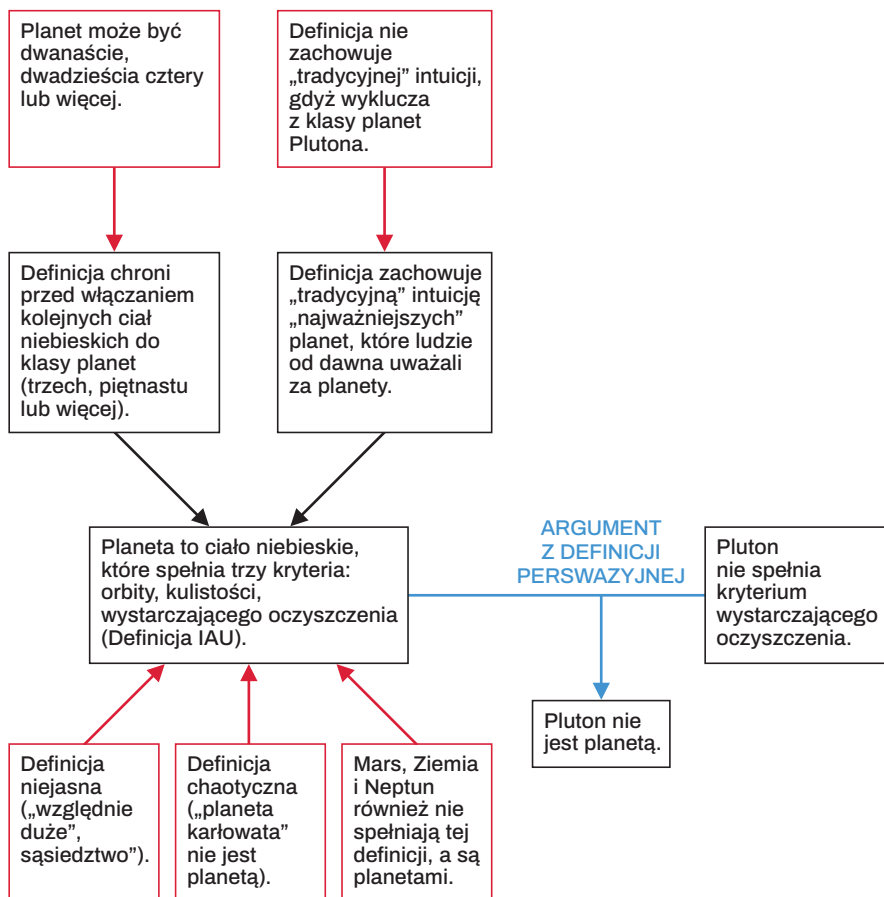 Planet może być
dwanaście,
dwadzieścia cztery
lub więcej.
Definicja nie
zachowuje
„tradycyjnej” intuicji,
gdyż wyklucza
z klasy planet
Plutona.
Definicja chroni
przed włączaniem
kolejnych ciał
niebieskich do
klasy planet
(trzech, piętnastu
lub więcej).
Definicja zachowuje
„tradycyjną” intuicję
„najważniejszych”
planet, które ludzie
od dawna uważali
za planety.
Planeta to ciało niebieskie,
które spełnia trzy kryteria:
orbity, kulistości,
wystarczającego oczyszczenia
(Definicja IAU).
ARGUMENT
Z DEFINICJI
PERSWAZYJNEJ
Pluton
nie spełnia
kryterium
wystarczającego
oczyszczenia.
Pluton nie
jest planetą.
Definicja
niejasna
(„względnie
duże”,
sąsiedztwo”).
Definicja
chaotyczna
(„planeta
karłowata”
nie jest
planetą).
Mars, Ziemia
i Neptun
również nie
spełniają tej
definicji, a są
planetami.